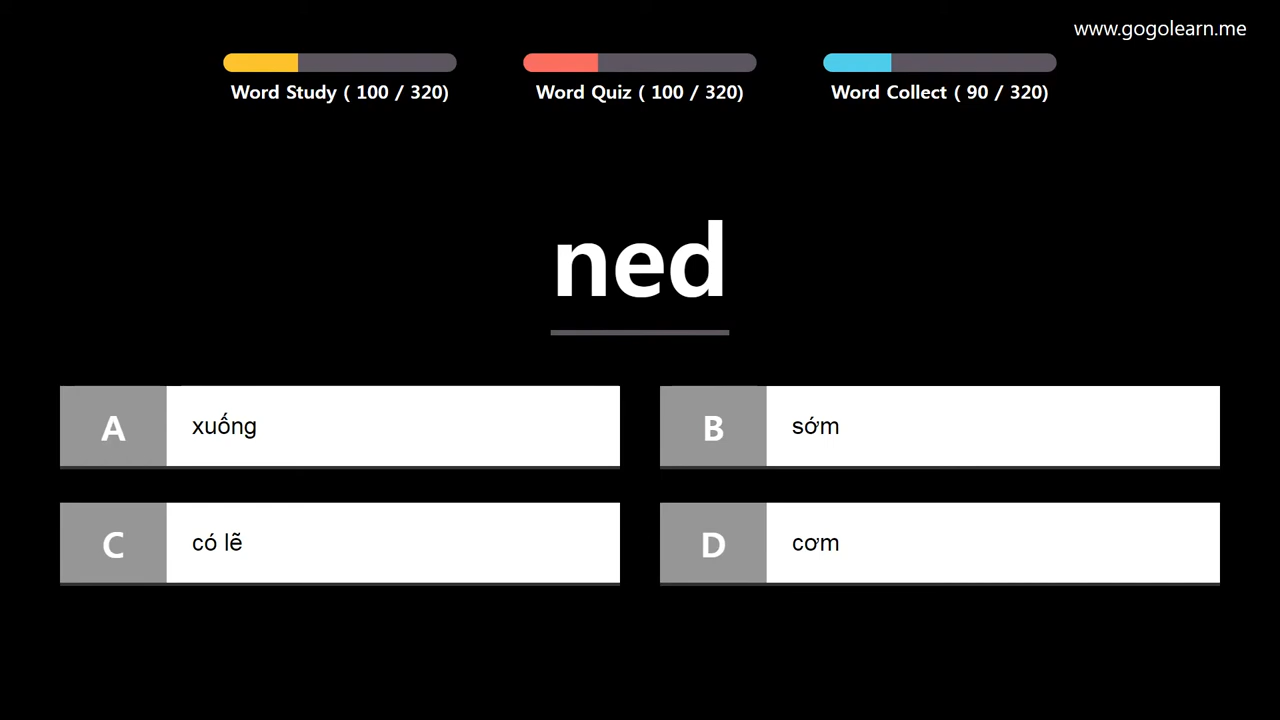 www.gogolearn.me
Word Study ( 100 / 320)
Word Quiz ( 100 / 320)
Word Collect ( 90 / 320)
ned
A xuống
B sớm
C có lẽ
D cơm